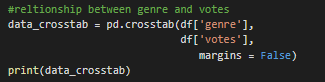 #reltionship between genre and votes
data_crosstab = pd.crosstab(df['genre'],
df['votes'],
margins = False)
print(data_crosstab)